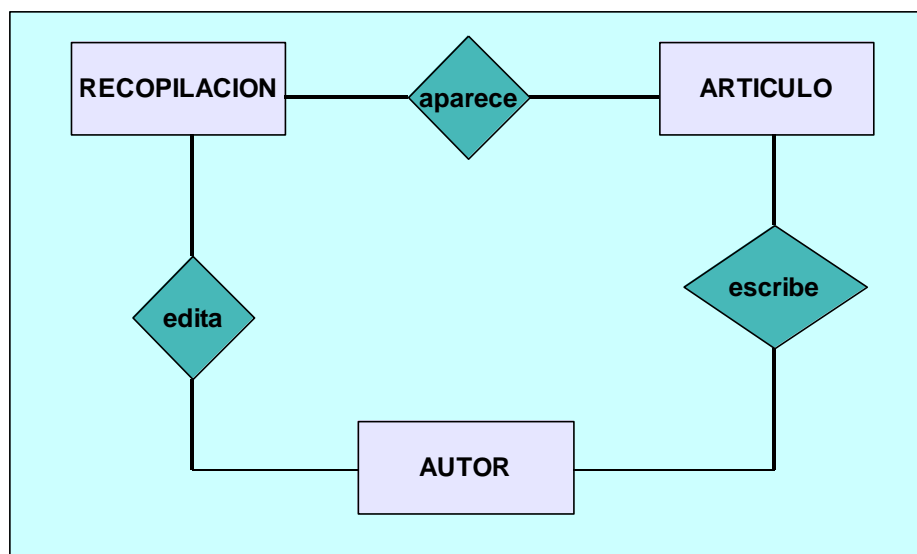 RECOPILACION
aparece
ARTICULO
edita
escribe
AUTOR